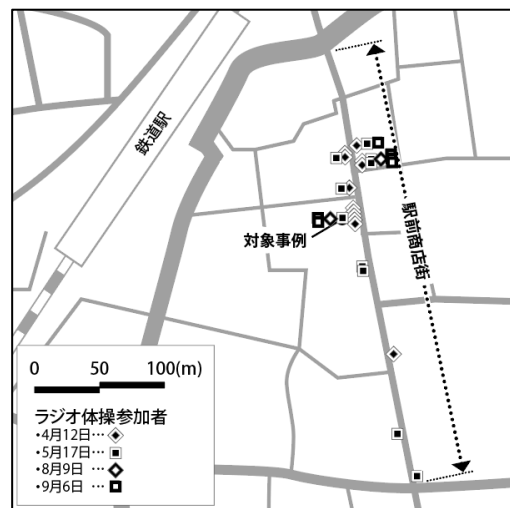 鉄道駅
駅前商店街
対象事例
0 50 100(m)
ラジオ体操参加者
・4月12日…
・5月17日…
・8月9日 …
・9月6日 …